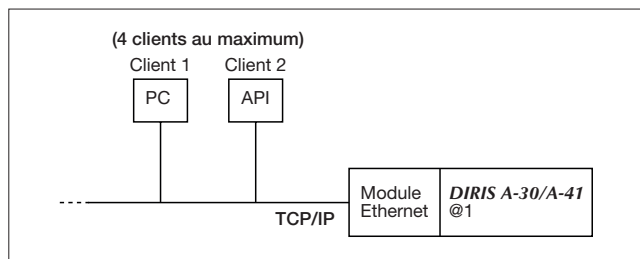 (4 clients au maximum)
Client 1 Client 2
PC API
Module Ethernet
DIRIS A-30/A-41
@1
TCP/IP